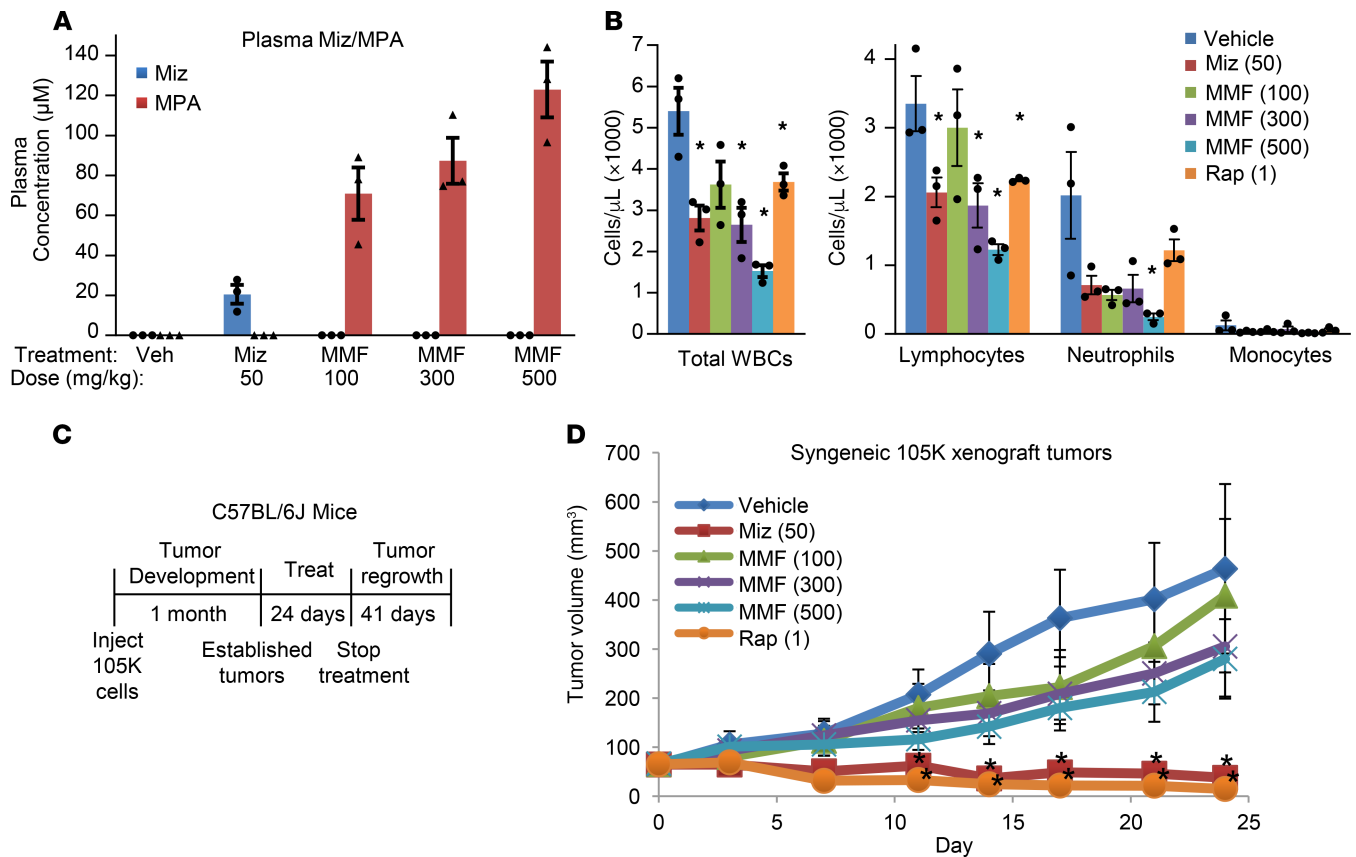 A
Plasma Miz/MPA
Plasma
Concentration (µM)
140
120
100
80
60
40
20
0
Miz
MPA
Treatment: Veh Miz MMF MMF MMF
Dose (mg/kg): 50 100 300 500
B
Cells/µL (×1000)
7
6
5
4
3
2
1
0
* * * *
Total WBCs
Cells/µL (×1000)
4
3
2
1
0
* * * *
*
Lymphocytes Neutrophils Monocytes
Vehicle
Miz (50)
MMF (100)
MMF (300)
MMF (500)
Rap (1)
C
C57BL/6J Mice
Tumor
Development
Treat
Tumor
regrowth
1 month 24 days 41 days
Inject
105K
cells
Established
tumors
Stop
treatment
D
Syngeneic 105K xenograft tumors
Tumor volume (mm³)
700
600
500
400
300
200
100
0
Vehicle
Miz (50)
MMF (100)
MMF (300)
MMF (500)
Rap (1)
* * * * *
* * * * *
0 5 10 15 20 25
Day